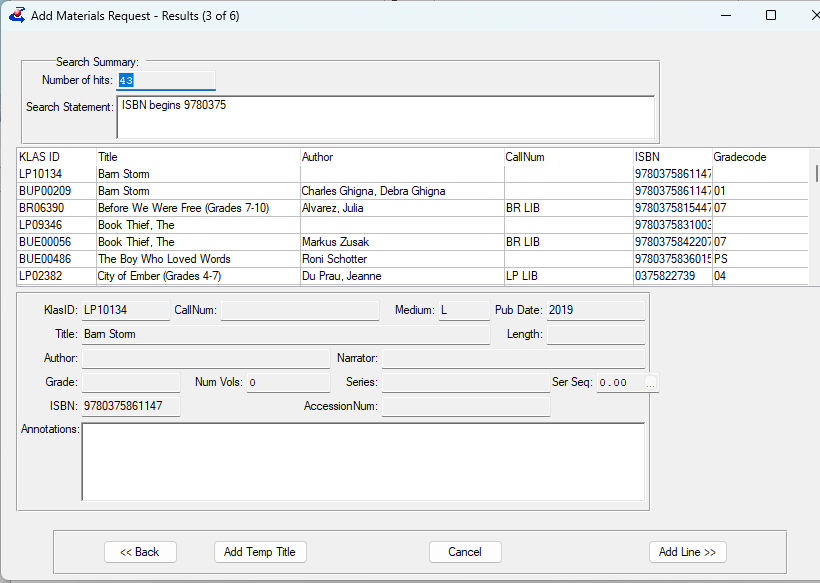 Add Materials Request - Results (3 of 6)
Search Summary:
Number of hits: 43
Search Statement: ISBN begins 9780375
KLAS ID Title Author CallNum ISBN Gradecode
LP10134 Barn Storm 9780375861147
BUP00209 Barn Storm Charles Ghigna, Debra Ghigna 9780375861147 01
BR06390 Before We Were Free (Grades 7-10) Alvarez, Julia BR LIB 9780375815447 07
LP09346 Book Thief, The 9780375831003
BUE00056 Book Thief, The Markus Zusak BR LIB 9780375842207 07
BUE00486 The Boy Who Loved Words Roni Schotter 9780375836015 PS
LP02382 City of Ember (Grades 4-7) Du Prau, Jeanne LP LIB 0375822739 04
KlasID: LP10134 CallNum: Medium: L Pub Date: 2019
Title: Barn Storm Length:
Author: Narrator:
Grade: Num Vols: 0 Series: Ser Seq: 0.00 ...
ISBN: 9780375861147 AccessionNum:
Annotations:
<< Back Add Temp Title Cancel Add Line >>